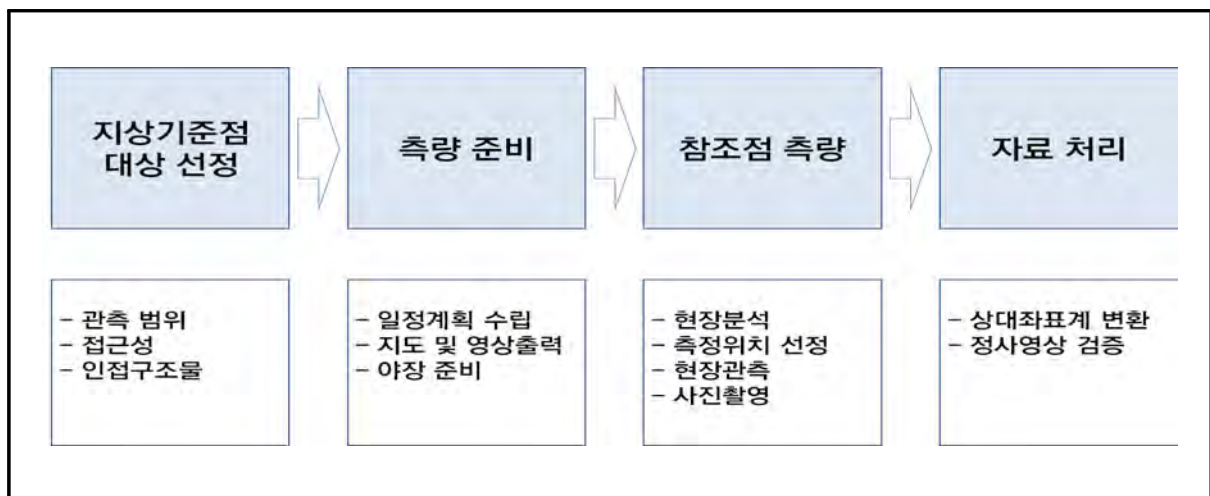 지상기준점
대상 선정
측량 준비
참조점 측량
자료 처리
- 관측 범위
- 접근성
- 인접구조물
- 일정계획 수립
- 지도 및 영상출력
- 야장 준비
- 현장분석
- 측정위치 선정
- 현장관측
- 사진촬영
- 상대좌표계 변환
- 정사영상 검증